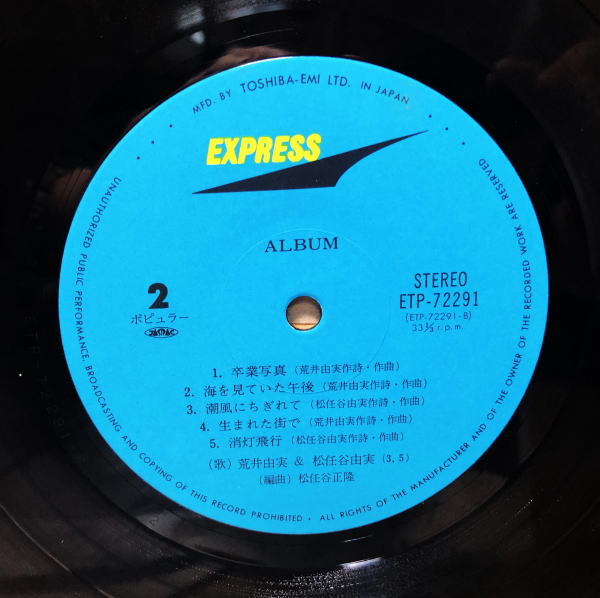 MFD. BY TOSHIBA-EMI LTD. IN JAPAN
EXPRESS
ALBUM
2
ポピュラー
JASRAC
STEREO
ETP-72291
(ETP-72291-B)
33⅓ r.p.m.
1. 卒業写真 (荒井由実作詩・作曲)
2. 海を見ていた午後 (荒井由実作詩・作曲)
3. 潮風にちぎれて (松任谷由実作詩・作曲)
4. 生まれた街で (荒井由実作詩・作曲)
5. 消灯飛行 (松任谷由実作詩・作曲)
(歌) 荒井由実 & 松任谷由実 (3, 5)
(編曲) 松任谷正隆
UNAUTHORIZED PUBLIC PERFORMANCE, BROADCASTING AND COPYING OF THIS RECORD PROHIBITED • ALL RIGHTS OF THE MANUFACTURER AND OF THE OWNER OF THE RECORDED WORK ARE RESERVED